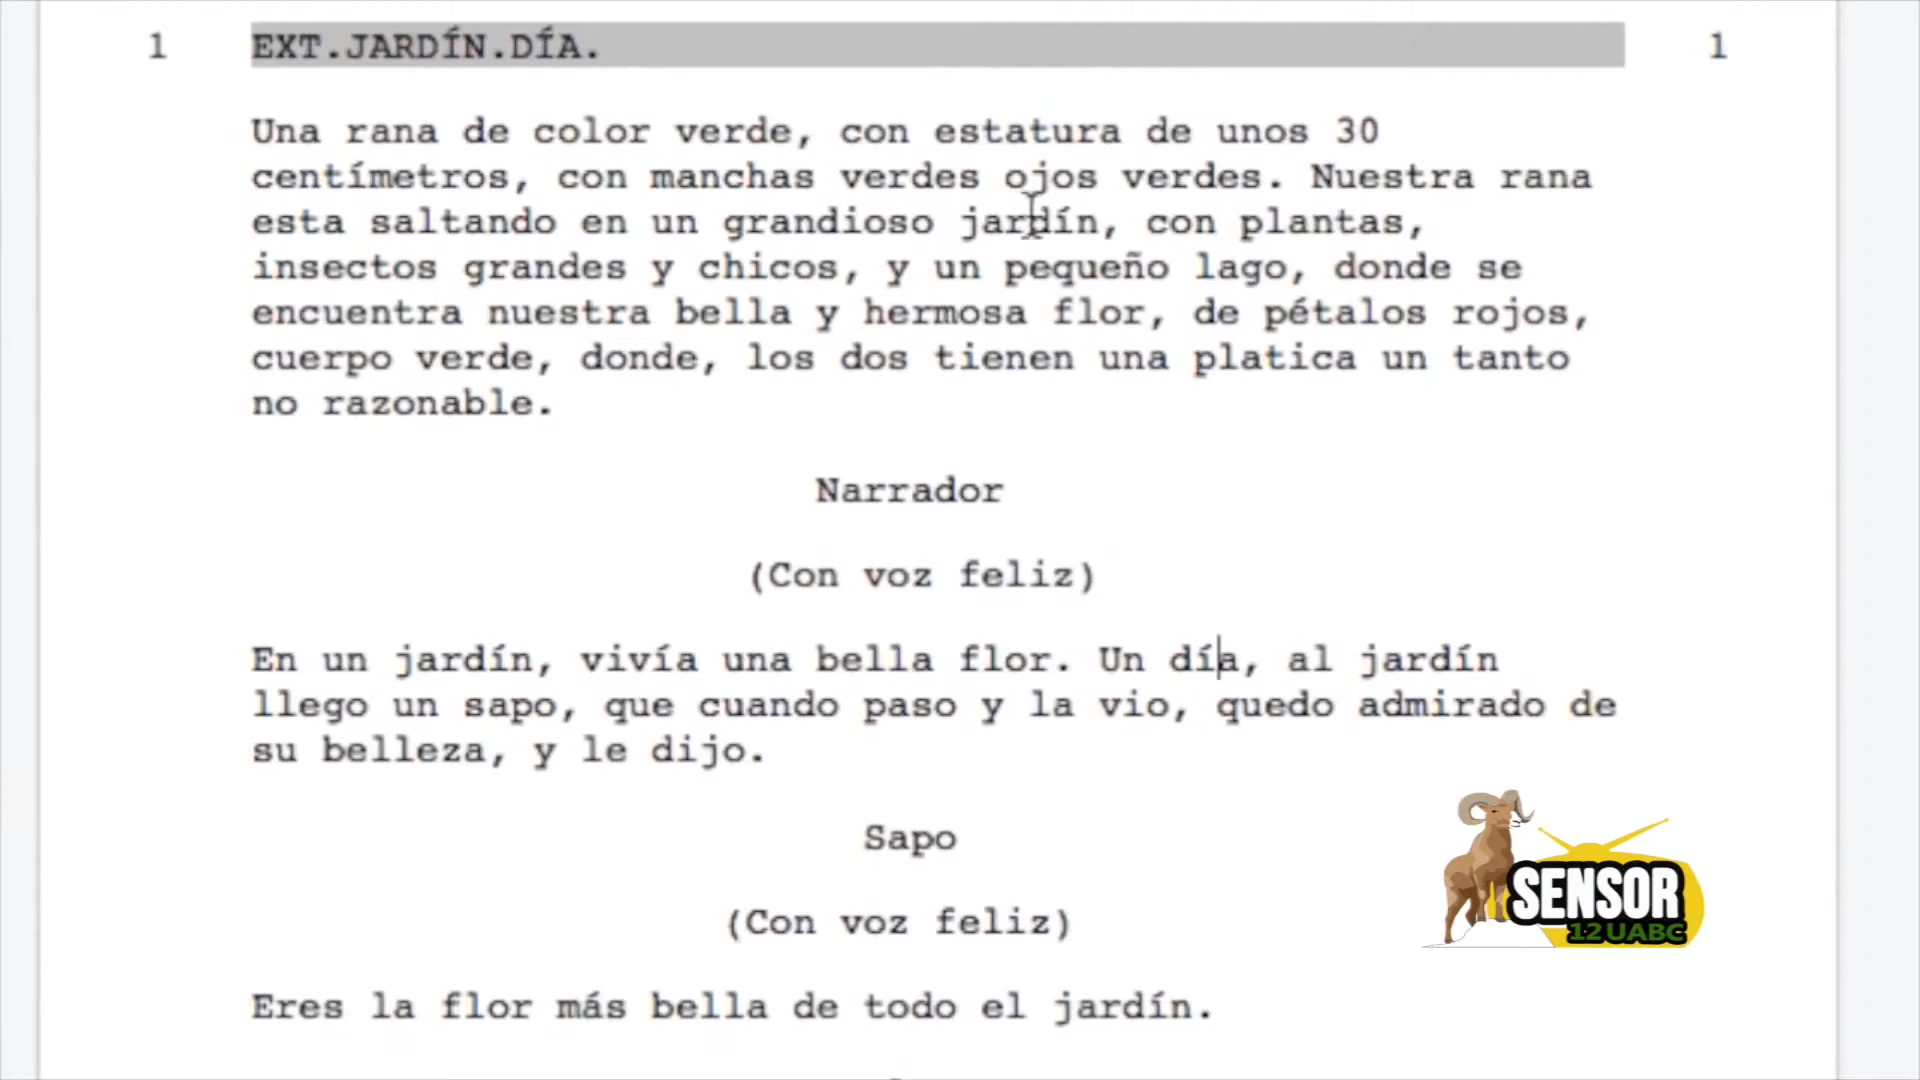 1 EXT.JARDÍN.DÍA. 1
Una rana de color verde, con estatura de unos 30
centímetros, con manchas verdes ojos verdes. Nuestra rana
esta saltando en un grandioso jardín, con plantas,
insectos grandes y chicos, y un pequeño lago, donde se
encuentra nuestra bella y hermosa flor, de pétalos rojos,
cuerpo verde, donde, los dos tienen una platica un tanto
no razonable.
Narrador
(Con voz feliz)
En un jardín, vivía una bella flor. Un día, al jardín
llego un sapo, que cuando paso y la vio, quedo admirado de
su belleza, y le dijo.
Sapo
(Con voz feliz)
Eres la flor más bella de todo el jardín.
SENSOR
12 UABC